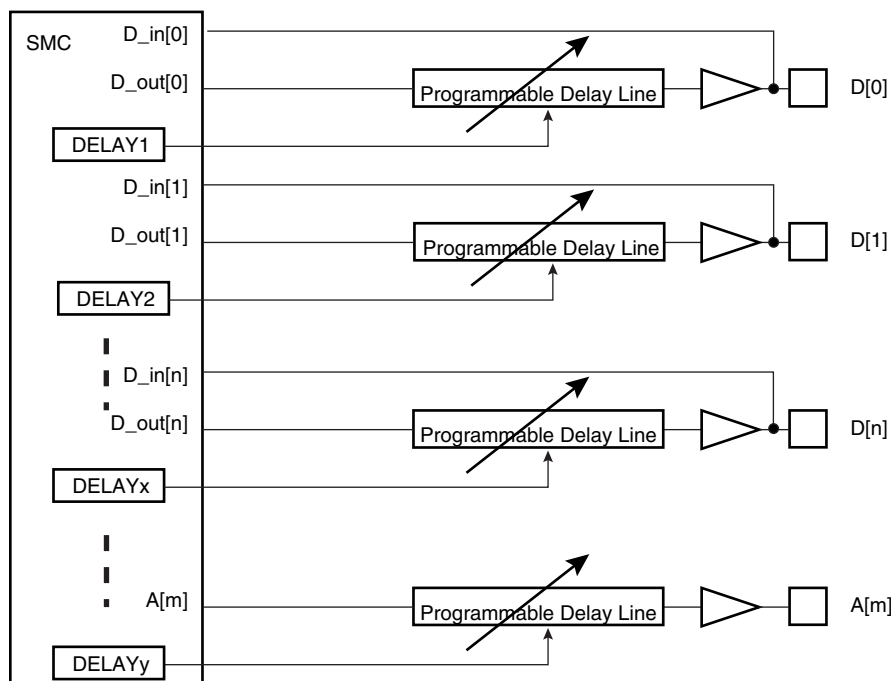 D_in[0]
SMC
D_out[0]
Programmable Delay Line
D[0]
DELAY1
D_in[1]
D_out[1]
Programmable Delay Line
D[1]
DELAY2
D_in[n]
D_out[n]
Programmable Delay Line
D[n]
DELAYx
A[m]
Programmable Delay Line
A[m]
DELAYy